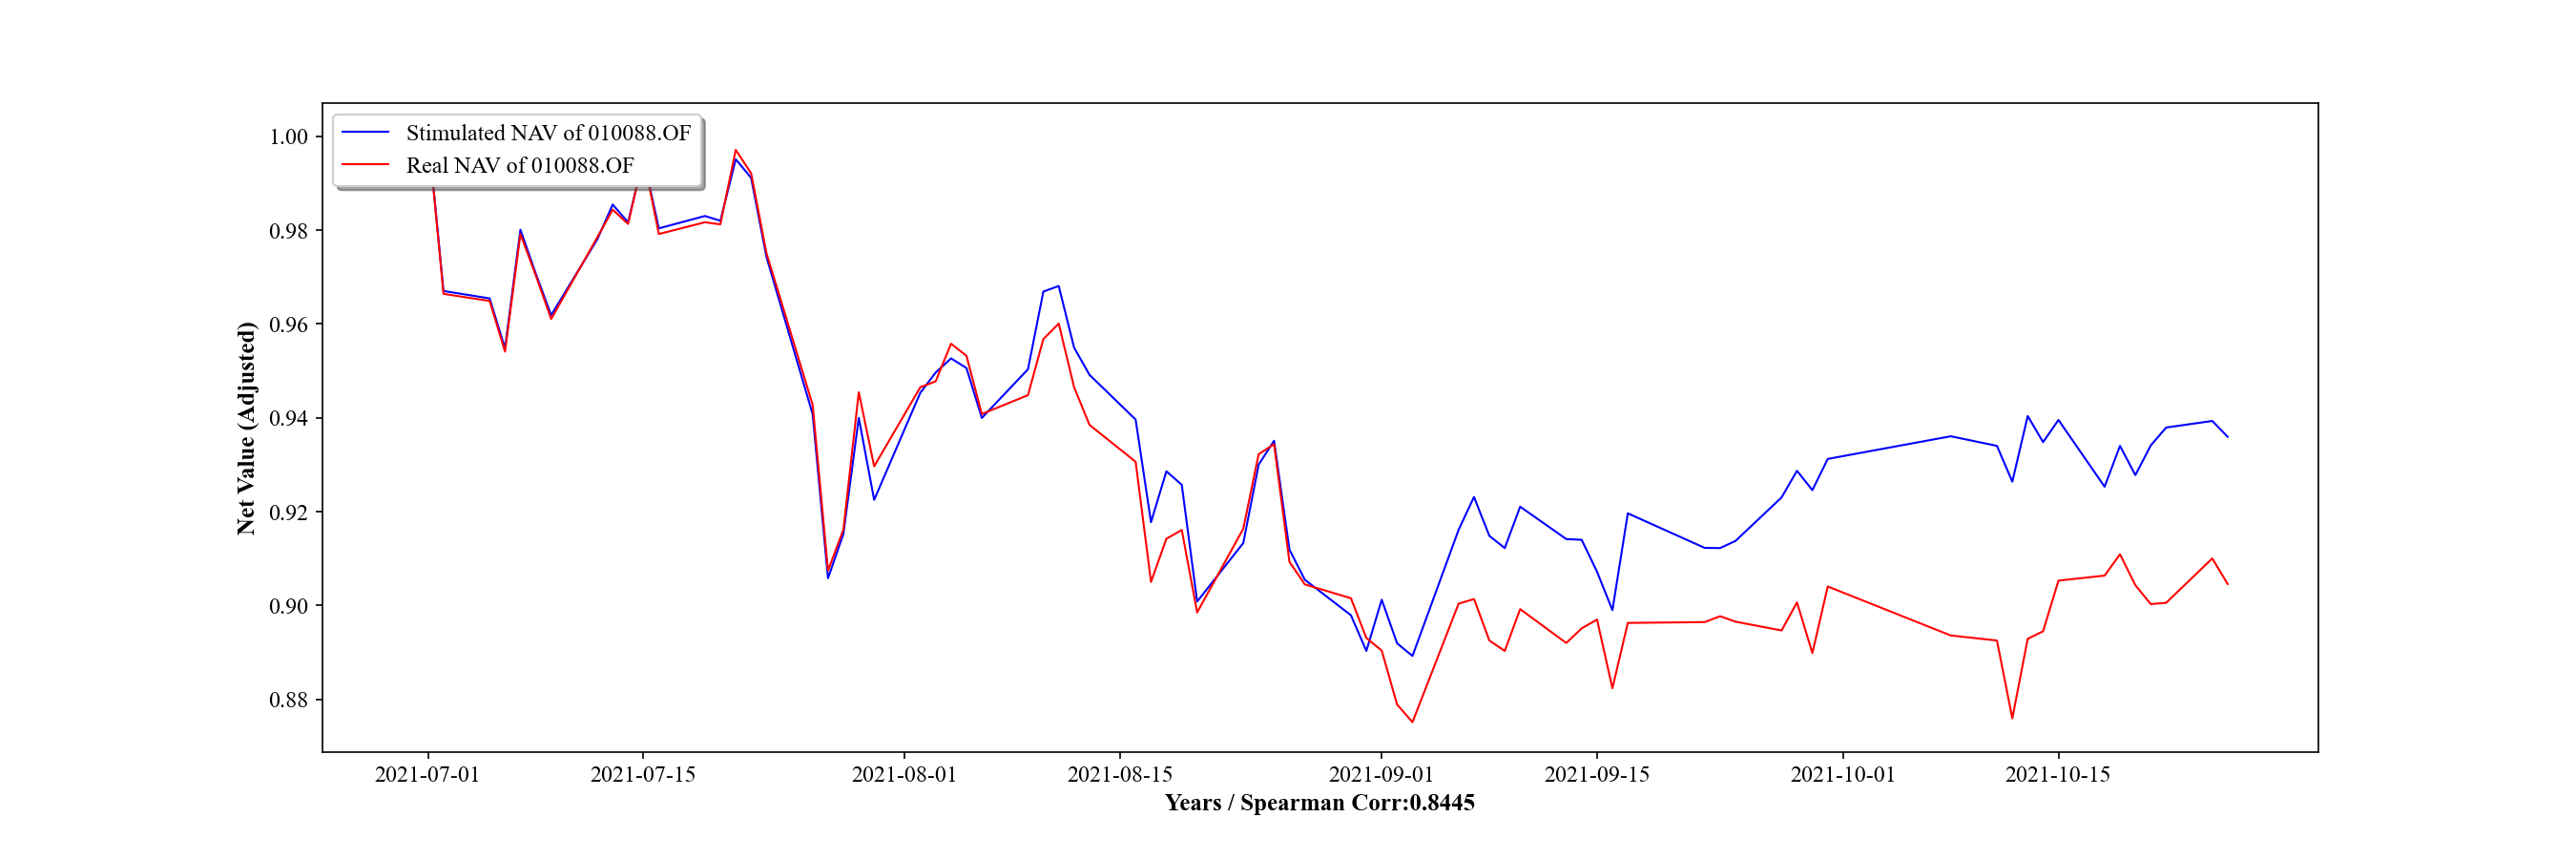 Stimulated NAV of 010088.OF
Real NAV of 010088.OF
1.00
0.98
0.96
0.94
0.92
0.90
0.88
Net Value (Adjusted)
2021-07-01 2021-07-15 2021-08-01 2021-08-15 2021-09-01 2021-09-15 2021-10-01 2021-10-15
Years / Spearman Corr:0.8445